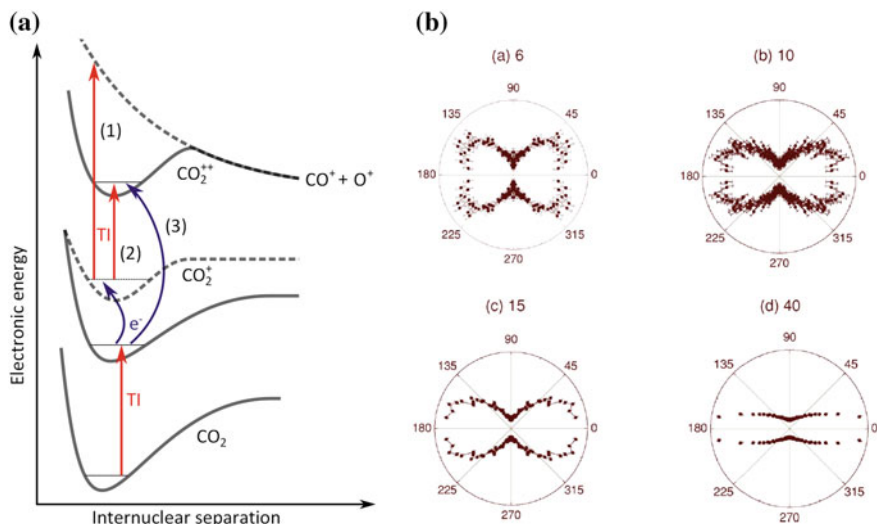 (a)
Electronic energy
Internuclear separation
(1)
TI
(2)
(3)
e⁻
TI
CO₂⁺⁺
CO⁺ + O⁺
CO₂⁺
CO₂
(b)
(a) 6
90
135
45
180
0
225
315
270
(b) 10
90
135
45
180
0
225
315
270
(c) 15
90
135
45
180
0
225
315
270
(d) 40
90
135
45
180
0
225
315
270